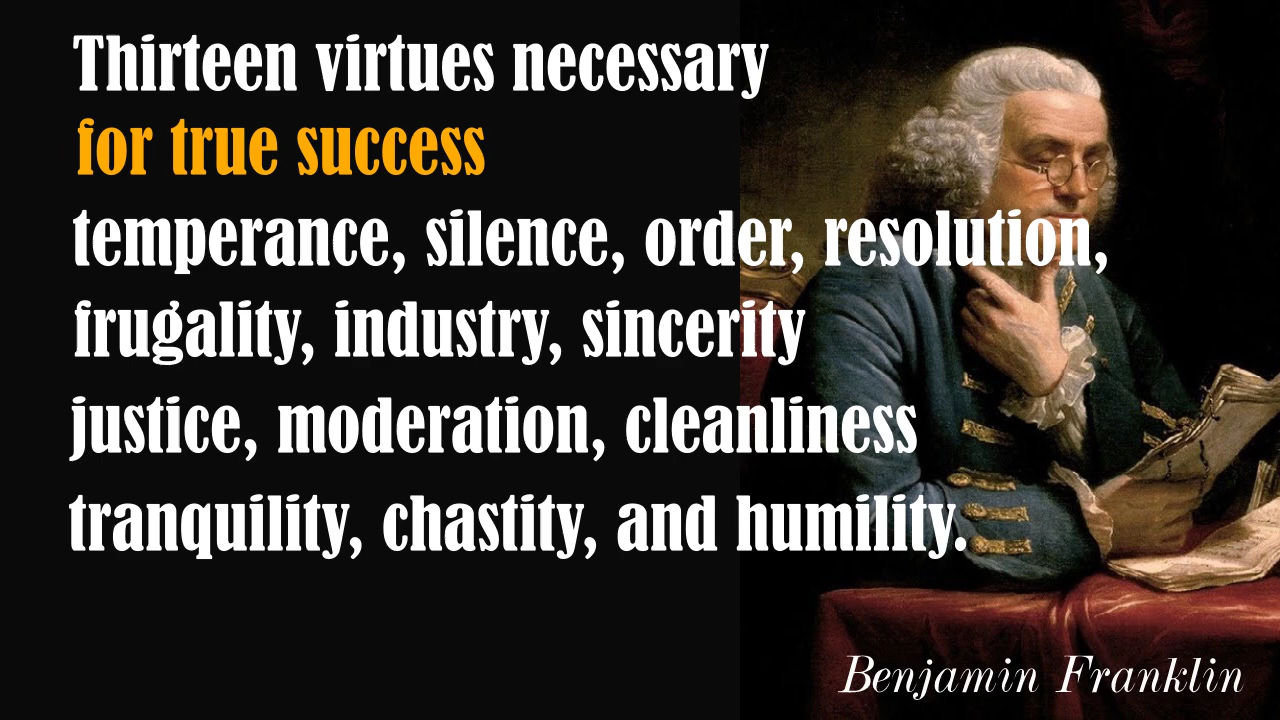 Thirteen virtues necessary
for true success
temperance, silence, order, resolution,
frugality, industry, sincerity
justice, moderation, cleanliness
tranquility, chastity, and humility.
Benjamin Franklin